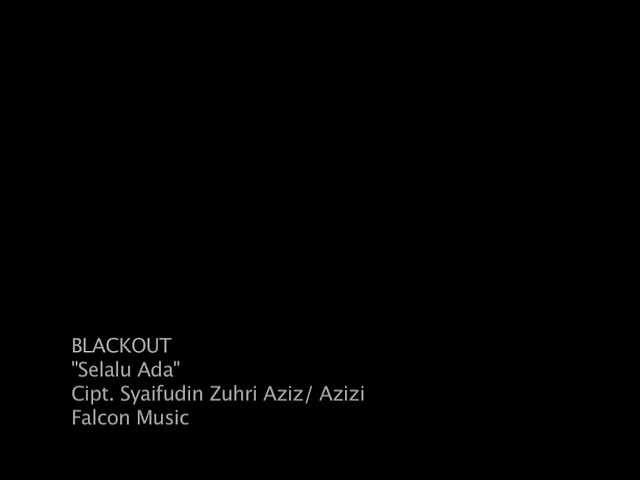 BLACKOUT
"Selalu Ada"
Cipt. Syaifudin Zuhri Aziz/ Azizi
Falcon Music